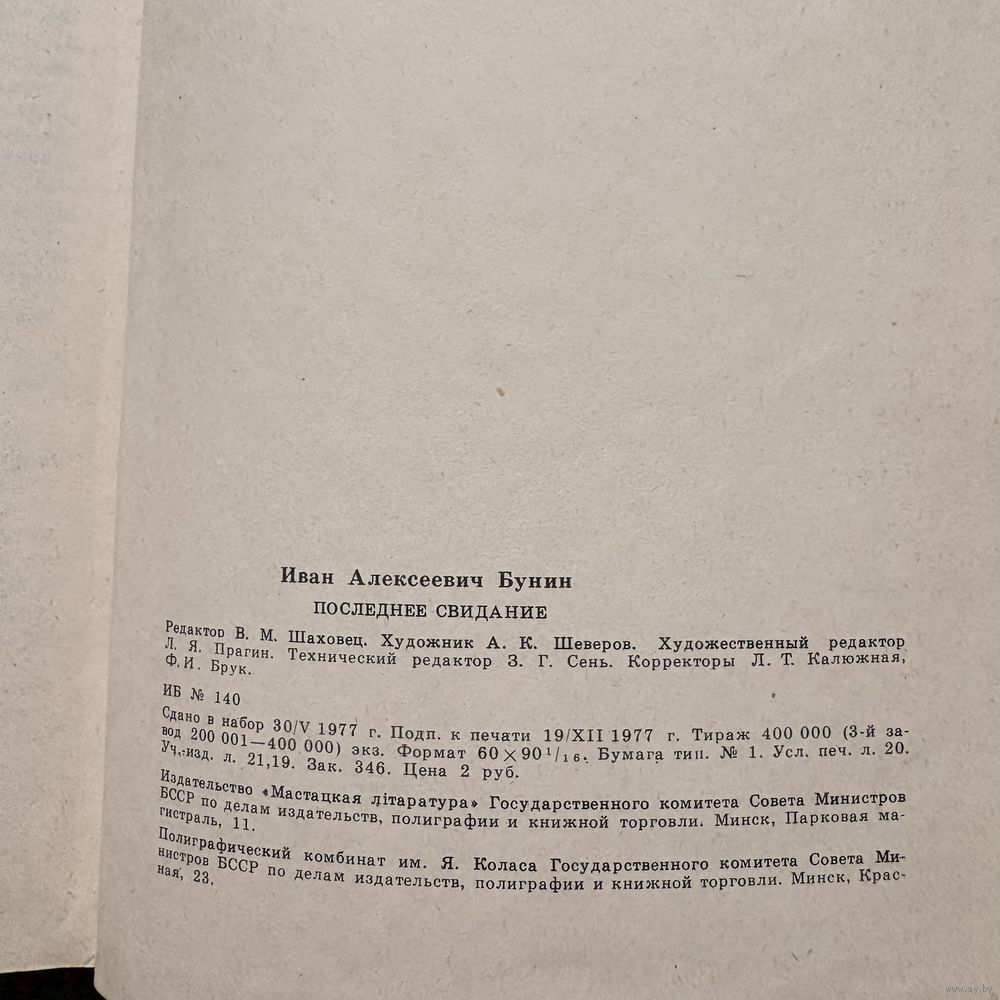 Иван Алексеевич Бунин
ПОСЛЕДНЕЕ СВИДАНИЕ
Редактор В. М. Шаховец. Художник А. К. Шеверов. Художественный редактор
Л. Я. Прагин. Технический редактор З. Г. Сень. Корректоры Л. Т. Калюжная,
Ф. И. Брук.
ИБ № 140
Сдано в набор 30/V 1977 г. Подп. к печати 19/XII 1977 г. Тираж 400 000 (3-й за-
вод 200 001—400 000) экз. Формат 60×90 1/16. Бумага тип. № 1. Усл. печ. л. 20.
Уч.-изд. л. 21,19. Зак. 346. Цена 2 руб.
Издательство «Мастацкая літаратура» Государственного комитета Совета Министров
БССР по делам издательств, полиграфии и книжной торговли. Минск, Парковая ма-
гистраль, 11.
Полиграфический комбинат им. Я. Коласа Государственного комитета Совета Ми-
нистров БССР по делам издательств, полиграфии и книжной торговли. Минск, Крас-
ная, 23.
www.ay.by